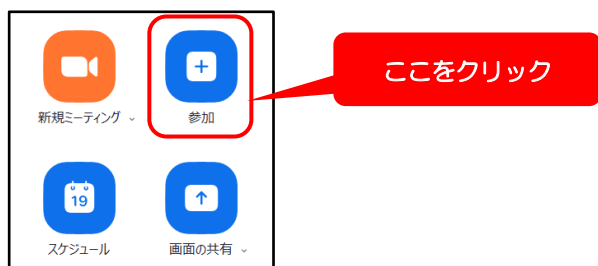 新規ミーティング
参加
ここをクリック
19
スケジュール
画面の共有